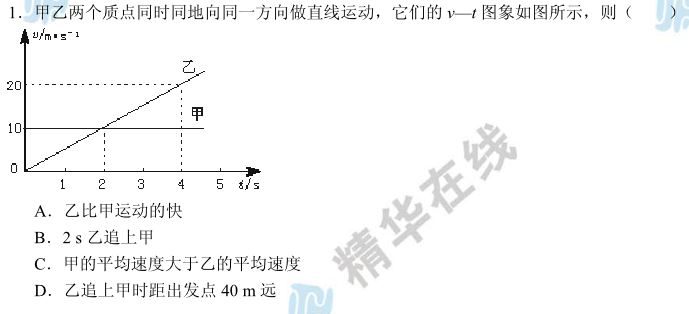 1. 甲乙两个质点同时同地向同一方向做直线运动，它们的 v—t 图象如图所示，则（ ）
v/m·s⁻¹
乙
20
甲
10
0 1 2 3 4 5 t/s
A．乙比甲运动的快
B．2 s 乙追上甲
C．甲的平均速度大于乙的平均速度
D．乙追上甲时距出发点 40 m 远
精华在线